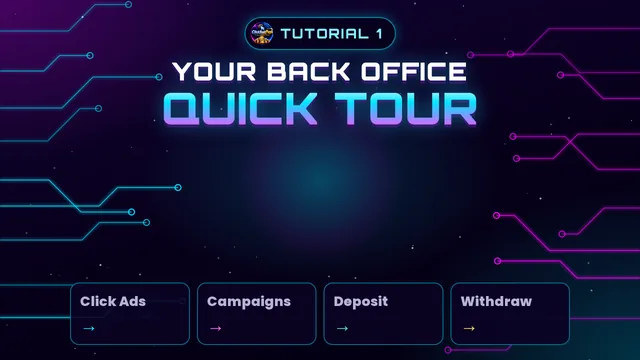 TUTORIAL 1
YOUR BACK OFFICE
QUICK TOUR
Click Ads
→
Campaigns
→
Deposit
→
Withdraw
→